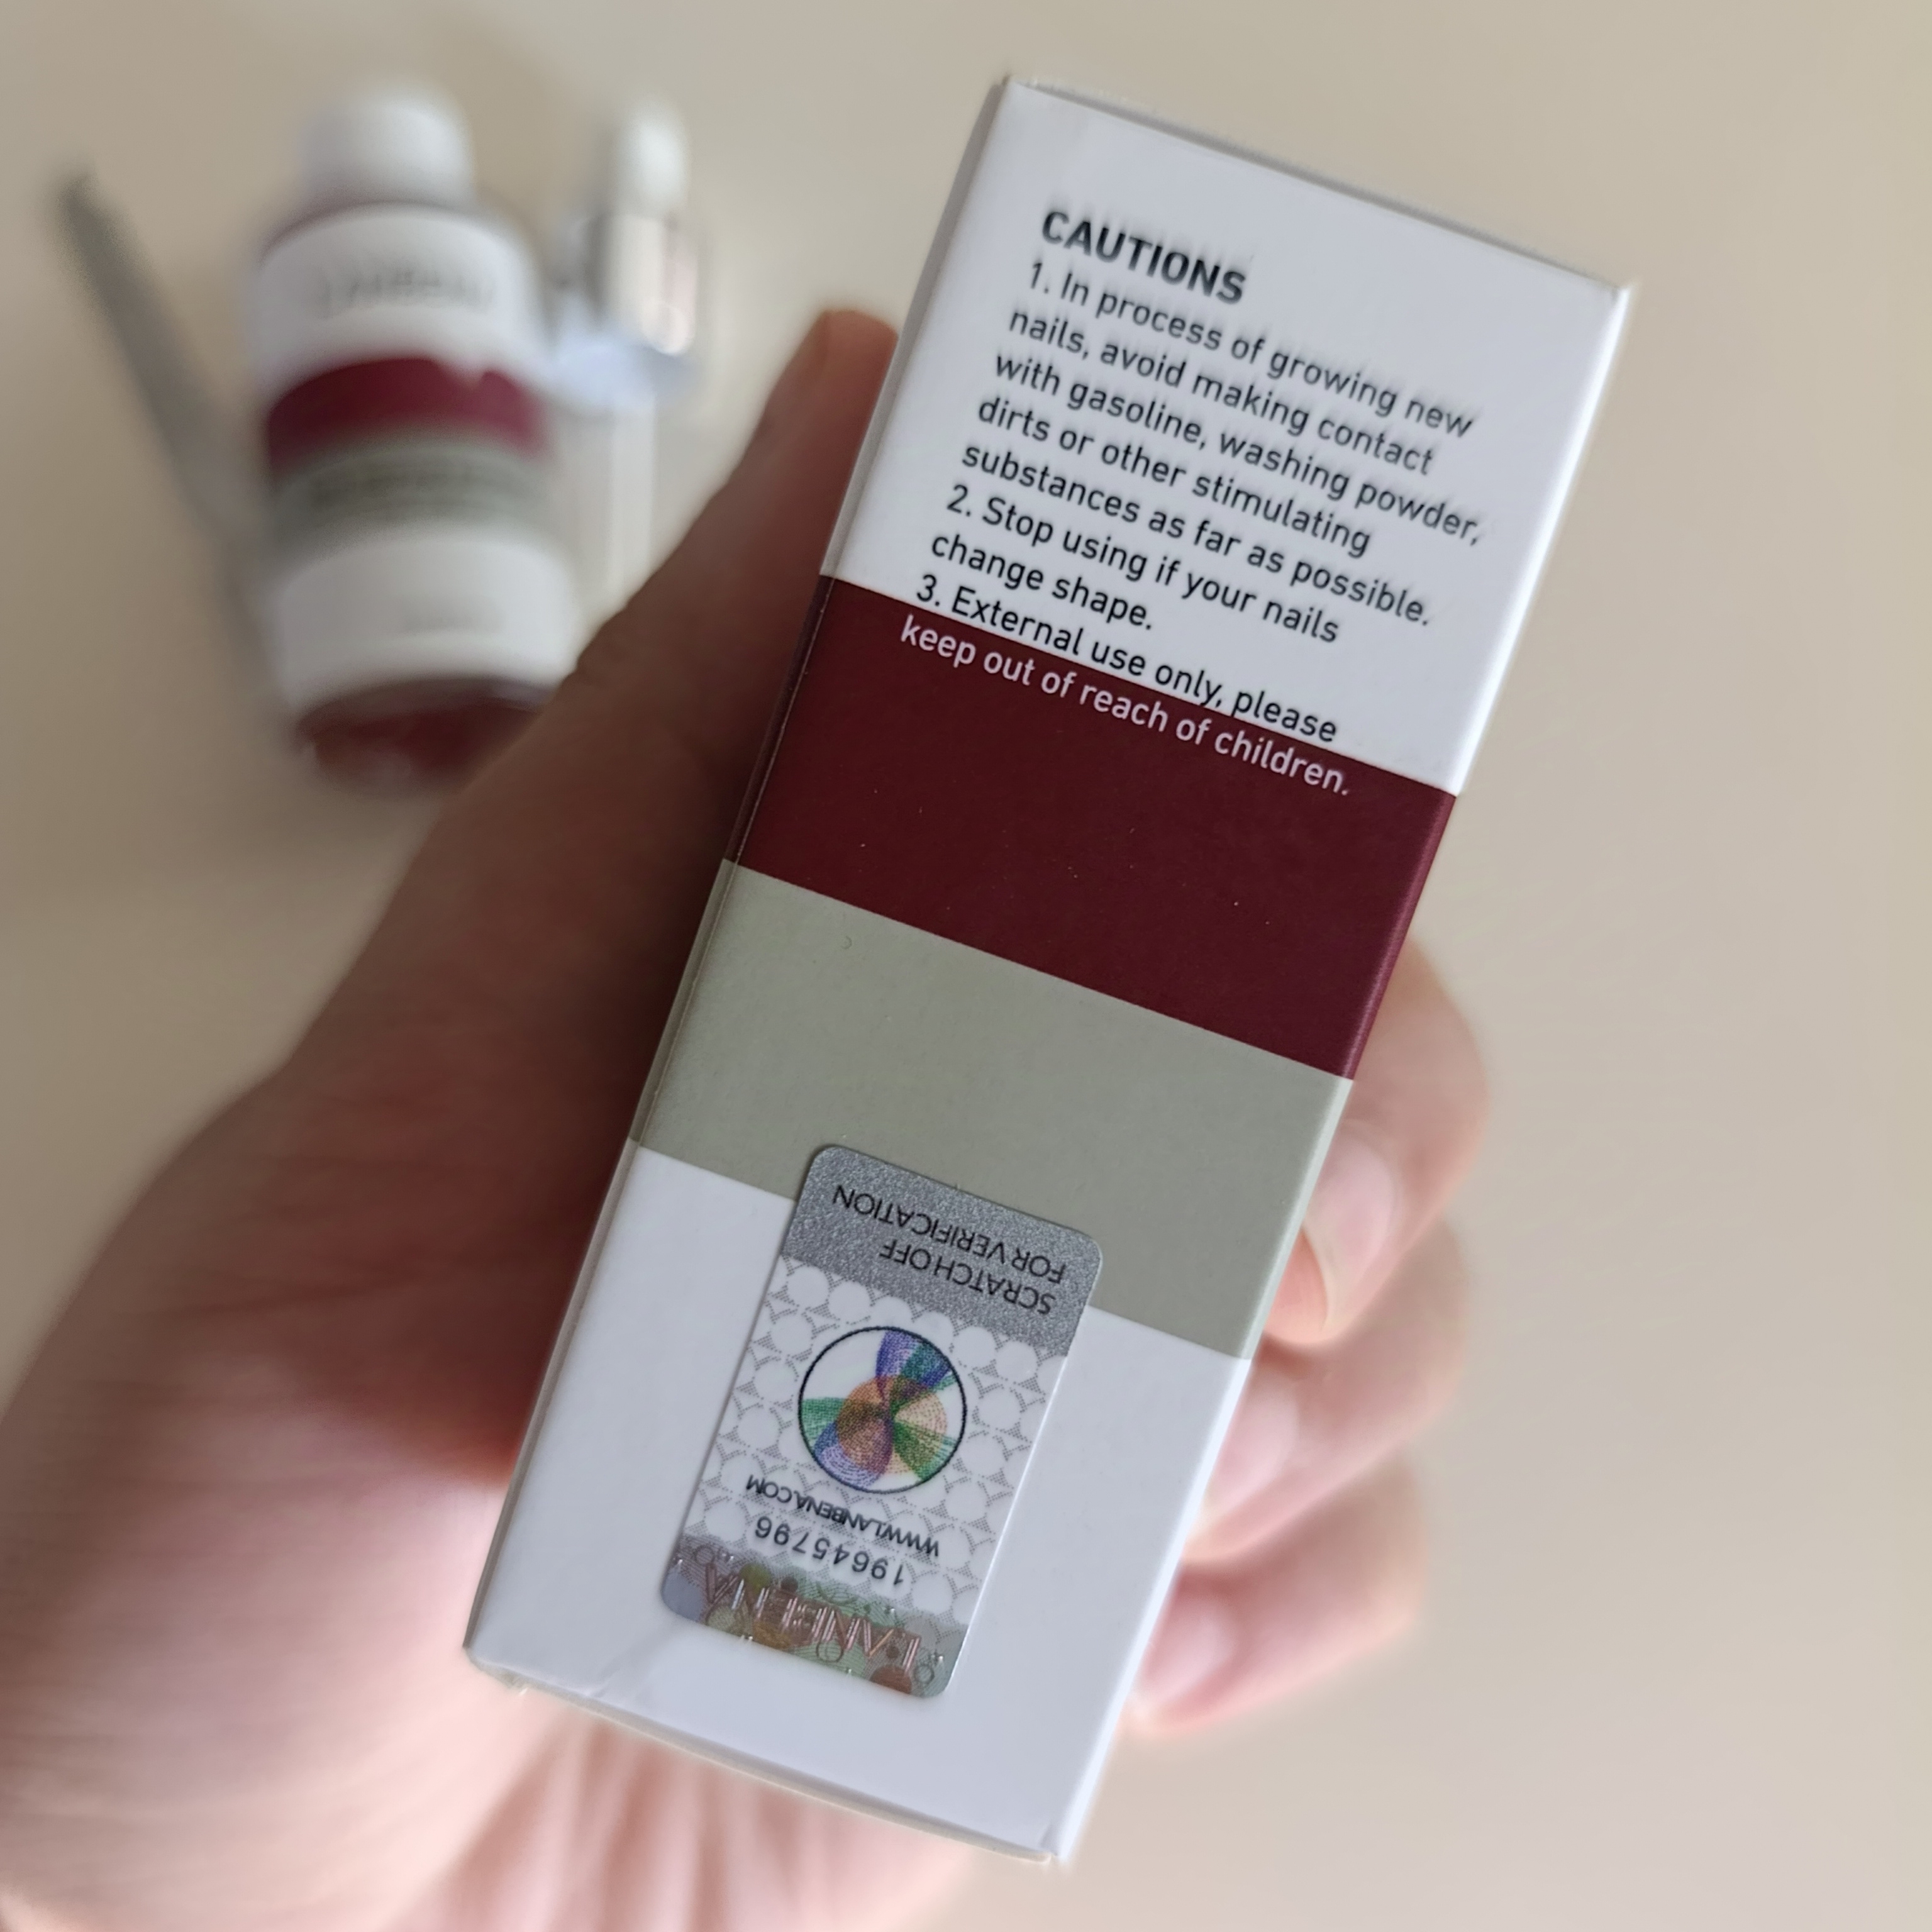 CAUTIONS
1. In process of growing new
nails, avoid making contact
with gasoline, washing powder,
dirts or other stimulating
substances as far as possible.
2. Stop using if your nails
change shape.
3. External use only, please
keep out of reach of children.
LANBENA
19645796
WWW.LANBENA.COM
SCRATCH OFF
FOR VERIFICATION